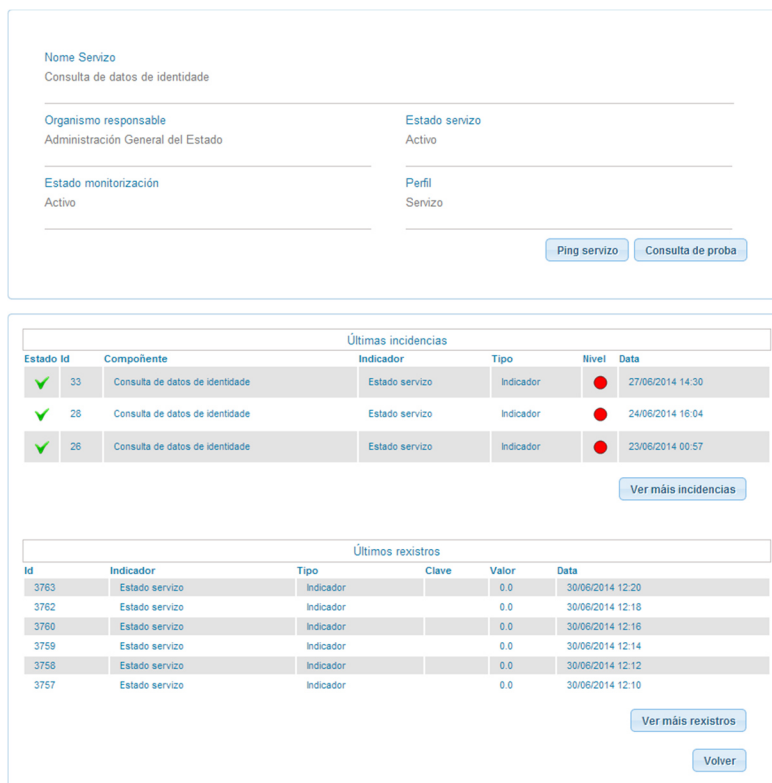 Nome Servizo
Consulta de datos de identidade
Organismo responsable Estado servizo
Administración General del Estado Activo
Estado monitorización Perfil
Activo Servizo
Ping servizo Consulta de proba
Últimas incidencias
Estado Id Compoñente Indicador Tipo Nivel Data
33 Consulta de datos de identidade Estado servizo Indicador 27/06/2014 14:30
28 Consulta de datos de identidade Estado servizo Indicador 24/06/2014 16:04
26 Consulta de datos de identidade Estado servizo Indicador 23/06/2014 00:57
Ver máis incidencias
Últimos rexistros
Id Indicador Tipo Clave Valor Data
3763 Estado servizo Indicador 0.0 30/06/2014 12:20
3762 Estado servizo Indicador 0.0 30/06/2014 12:18
3760 Estado servizo Indicador 0.0 30/06/2014 12:16
3759 Estado servizo Indicador 0.0 30/06/2014 12:14
3758 Estado servizo Indicador 0.0 30/06/2014 12:12
3757 Estado servizo Indicador 0.0 30/06/2014 12:10
Ver máis rexistros
Volver